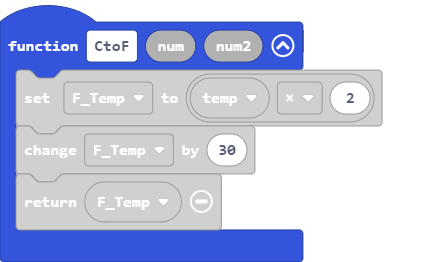 function CtoF num num2
set F_Temp to temp × 2
change F_Temp by 30
return F_Temp